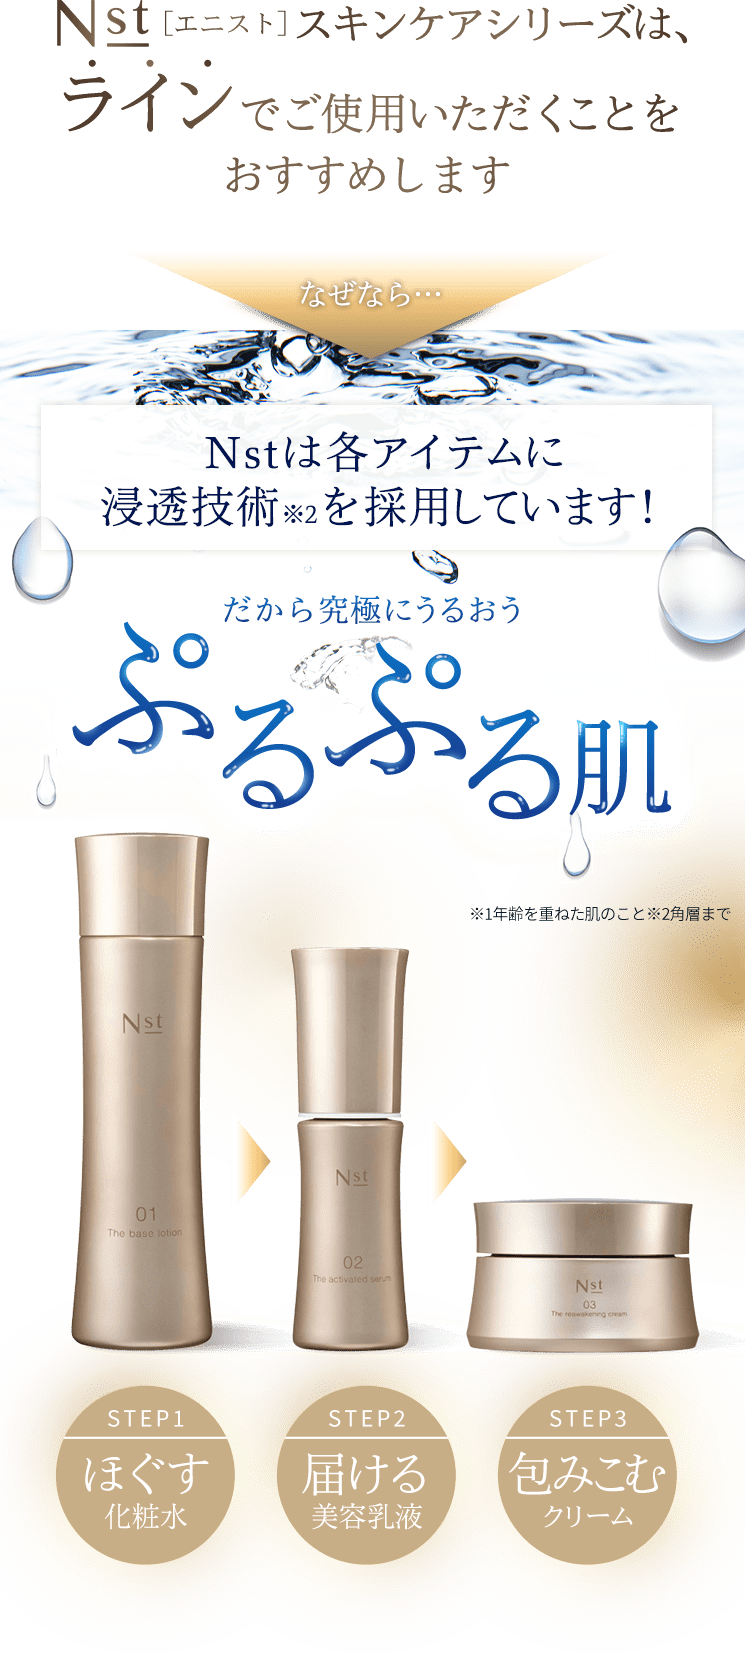 Nst［エニスト］スキンケアシリーズは、
ラインでご使用いただくことを
おすすめします
なぜなら…
Nstは各アイテムに
浸透技術※2を採用しています！
だから究極にうるおう
ぷるぷる肌
※1年齢を重ねた肌のこと※2角層まで
Nst
01
The base lotion
Nst
02
The activated serum
Nst
03
The reawakening cream
STEP1
ほぐす
化粧水
STEP2
届ける
美容乳液
STEP3
包みこむ
クリーム